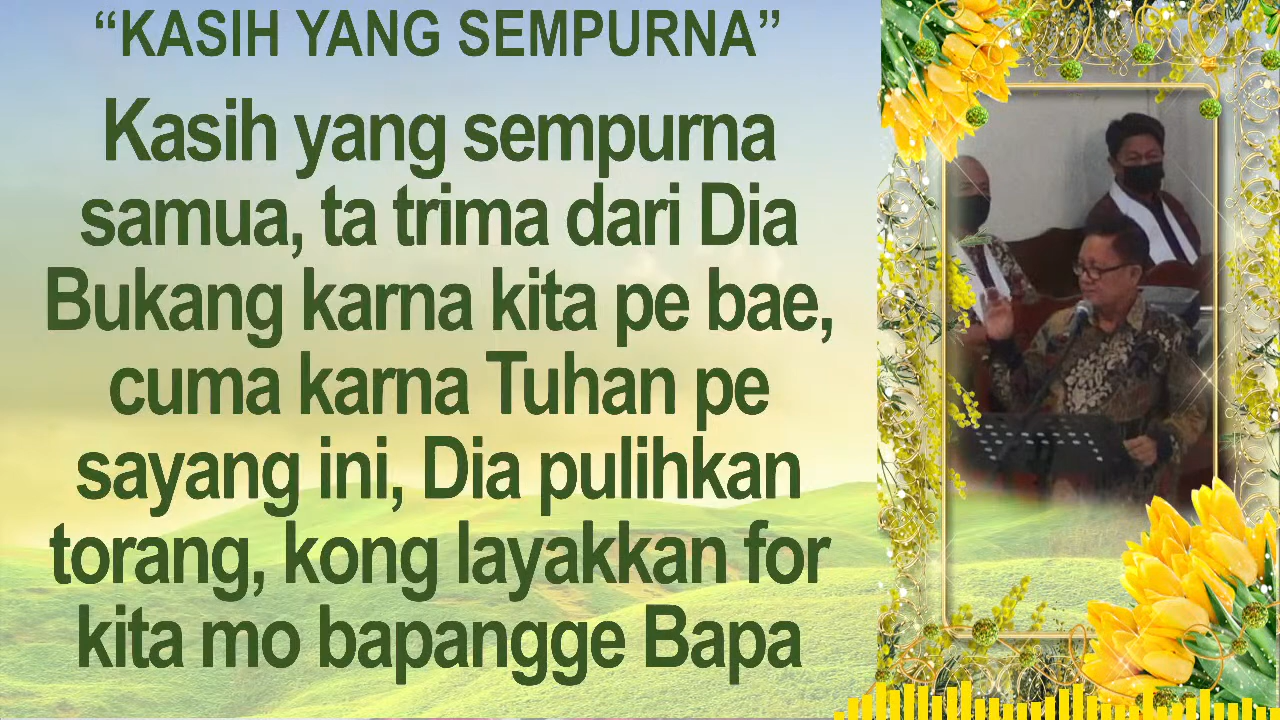 “KASIH YANG SEMPURNA”
Kasih yang sempurna
samua, ta trima dari Dia
Bukang karna kita pe bae,
cuma karna Tuhan pe
sayang ini, Dia pulihkan
torang, kong layakkan for
kita mo bapangge Bapa